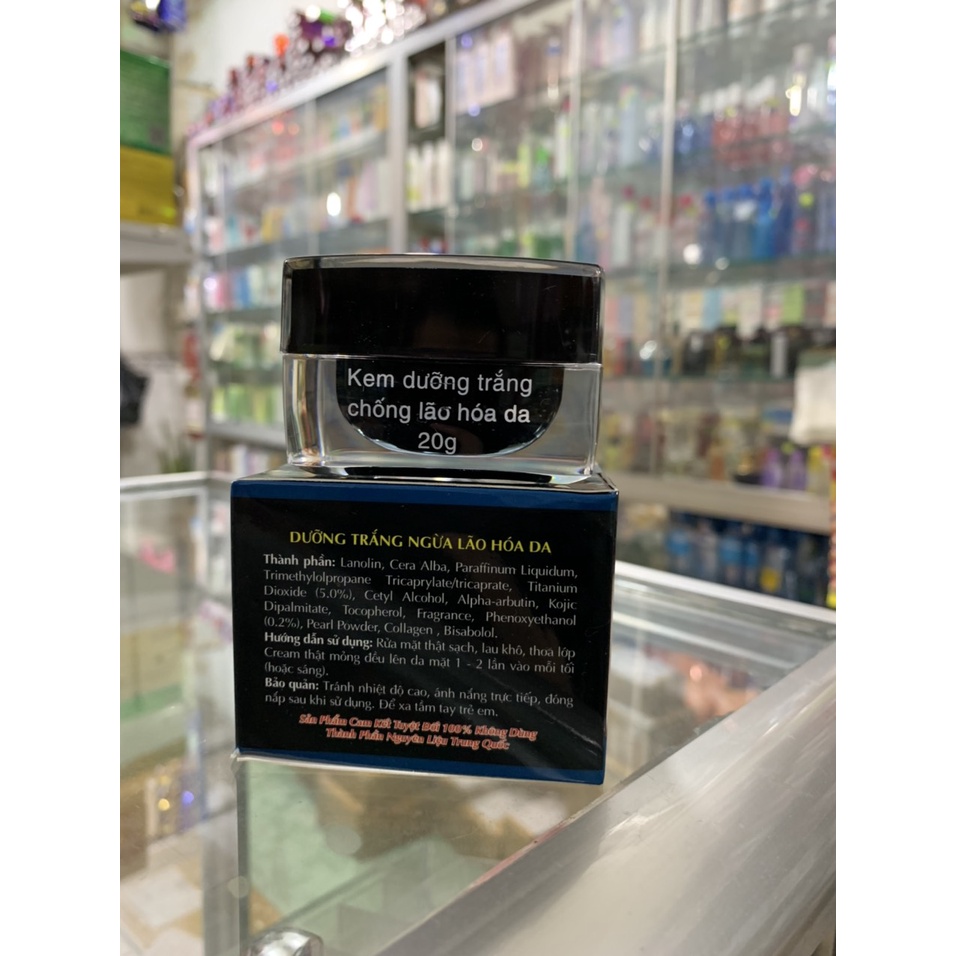 Kem dưỡng trắng
chống lão hóa da
20g
DƯỠNG TRẮNG NGỪA LÃO HÓA DA
Thành phần: Lanolin, Cera Alba, Paraffinum Liquidum,
Trimethylolpropane Tricaprylate/tricaprate, Titanium
Dioxide (5.0%), Cetyl Alcohol, Alpha-arbutin, Kojic
Dipalmitate, Tocopherol, Fragrance, Phenoxyethanol
(0.2%), Pearl Powder, Collagen , Bisabolol.
Hướng dẫn sử dụng: Rửa mặt thật sạch, lau khô, thoa lớp
Cream thật mỏng đều lên da mặt 1 - 2 lần vào mỗi tối
(hoặc sáng).
Bảo quản: Tránh nhiệt độ cao, ánh nắng trực tiếp, đóng
nắp sau khi sử dụng. Để xa tầm tay trẻ em.
Sản Phẩm Cam Kết Tuyệt Đối 100% Không Dùng
Thành Phần Nguyên Liệu Trung Quốc